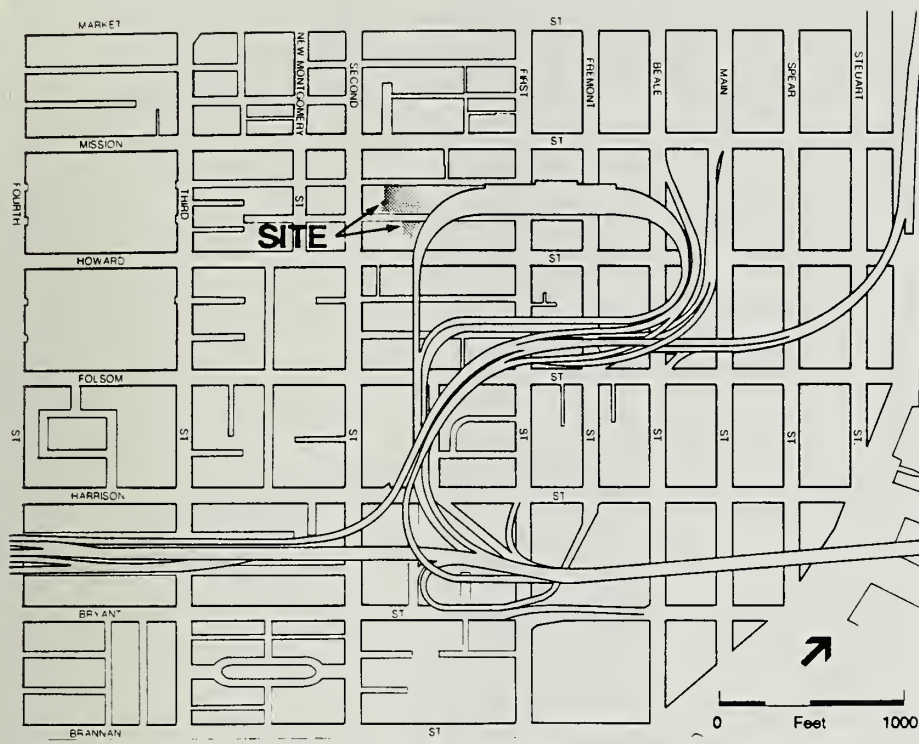 MARKET ST
NEW MONTGOMERY
SECOND
FIRST
FREMONT
BEALE
MAIN
SPEAR
STEUART
MISSION ST
FOURTH
THIRD
ST
SITE
HOWARD ST
FOLSOM ST
ST
ST
ST
ST
ST
ST
ST
ST
ST.
HARRISON ST
BRYANT ST
0 Feet 1000
BRANNAN ST